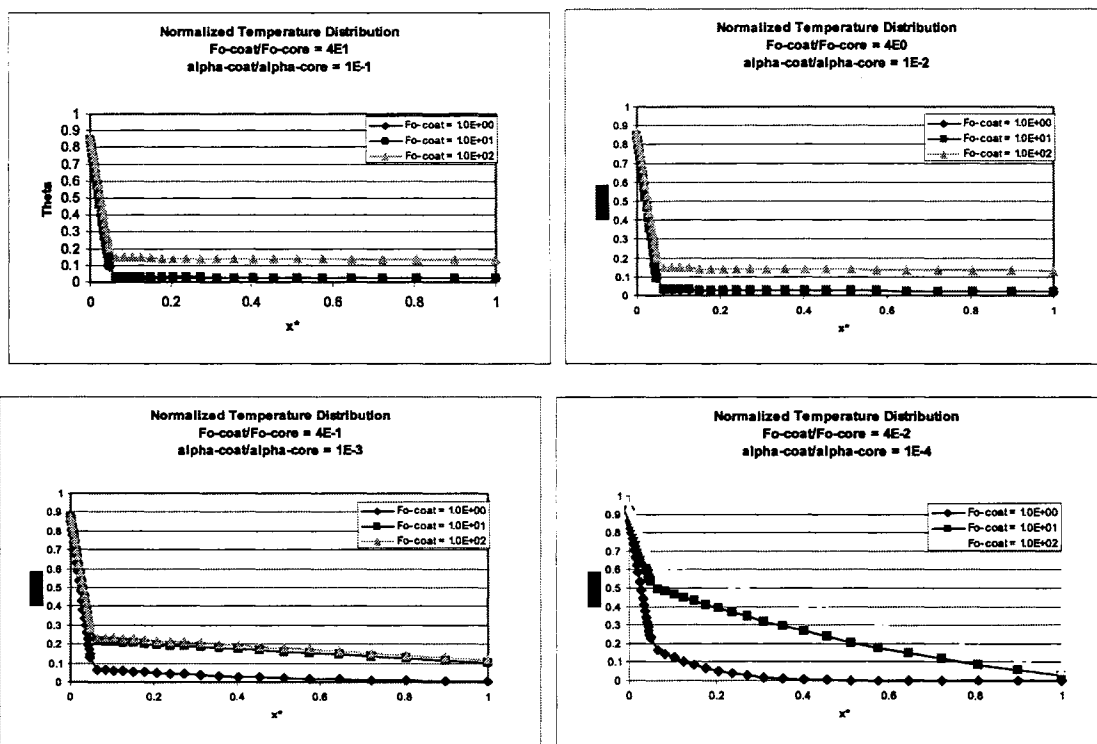 Normalized Temperature Distribution
Fo-coat/Fo-core = 4E1
alpha-coat/alpha-core = 1E-1
Theta
1
0.9
0.8
0.7
0.6
0.5
0.4
0.3
0.2
0.1
0
Fo-coat = 1.0E+00
Fo-coat = 1.0E+01
Fo-coat = 1.0E+02
0 0.2 0.4 0.6 0.8 1
x*
Normalized Temperature Distribution
Fo-coat/Fo-core = 4E0
alpha-coat/alpha-core = 1E-2
1
0.9
0.8
0.7
0.6
0.5
0.4
0.3
0.2
0.1
0
Fo-coat = 1.0E+00
Fo-coat = 1.0E+01
Fo-coat = 1.0E+02
0 0.2 0.4 0.6 0.8 1
x*
Normalized Temperature Distribution
Fo-coat/Fo-core = 4E-1
alpha-coat/alpha-core = 1E-3
1
0.9
0.8
0.7
0.6
0.5
0.4
0.3
0.2
0.1
0
Fo-coat = 1.0E+00
Fo-coat = 1.0E+01
Fo-coat = 1.0E+02
0 0.2 0.4 0.6 0.8 1
x*
Normalized Temperature Distribution
Fo-coat/Fo-core = 4E-2
alpha-coat/alpha-core = 1E-4
1
0.9
0.8
0.7
0.6
0.5
0.4
0.3
0.2
0.1
0
Fo-coat = 1.0E+00
Fo-coat = 1.0E+01
Fo-coat = 1.0E+02
0 0.2 0.4 0.6 0.8 1
x*